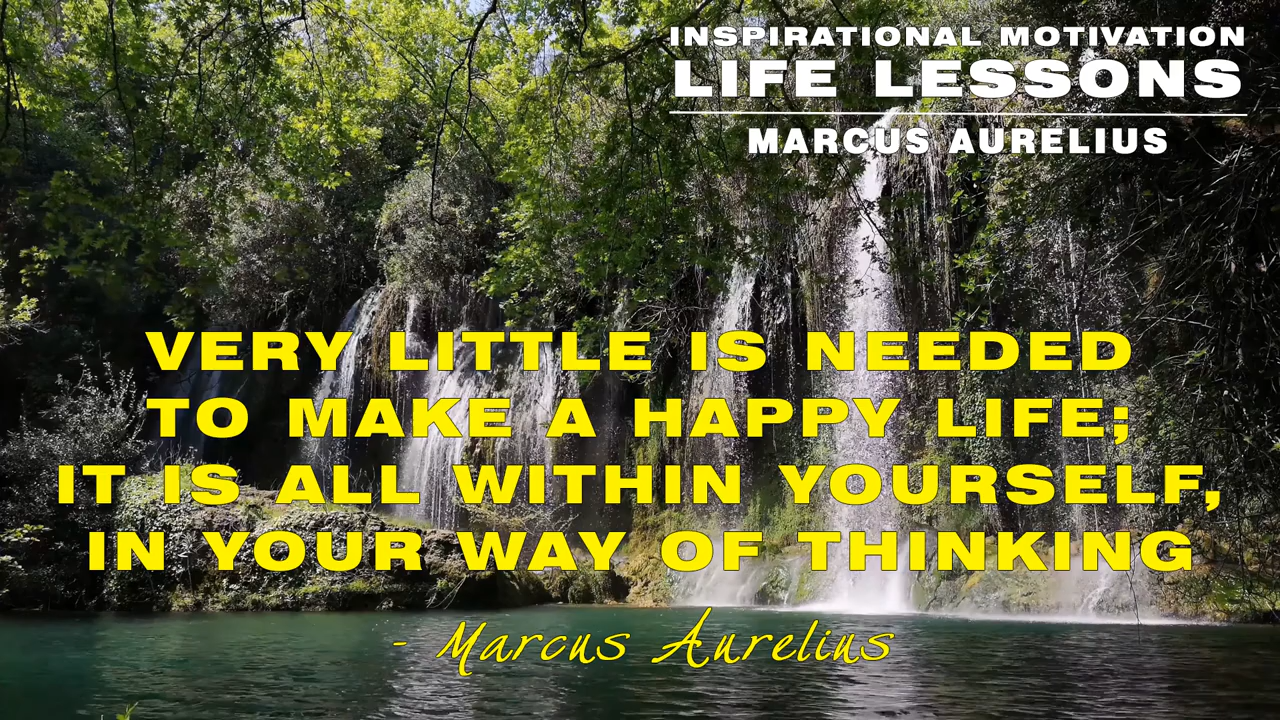 INSPIRATIONAL MOTIVATION
LIFE LESSONS
MARCUS AURELIUS
VERY LITTLE IS NEEDED
TO MAKE A HAPPY LIFE;
IT IS ALL WITHIN YOURSELF,
IN YOUR WAY OF THINKING
- Marcus Aurelius